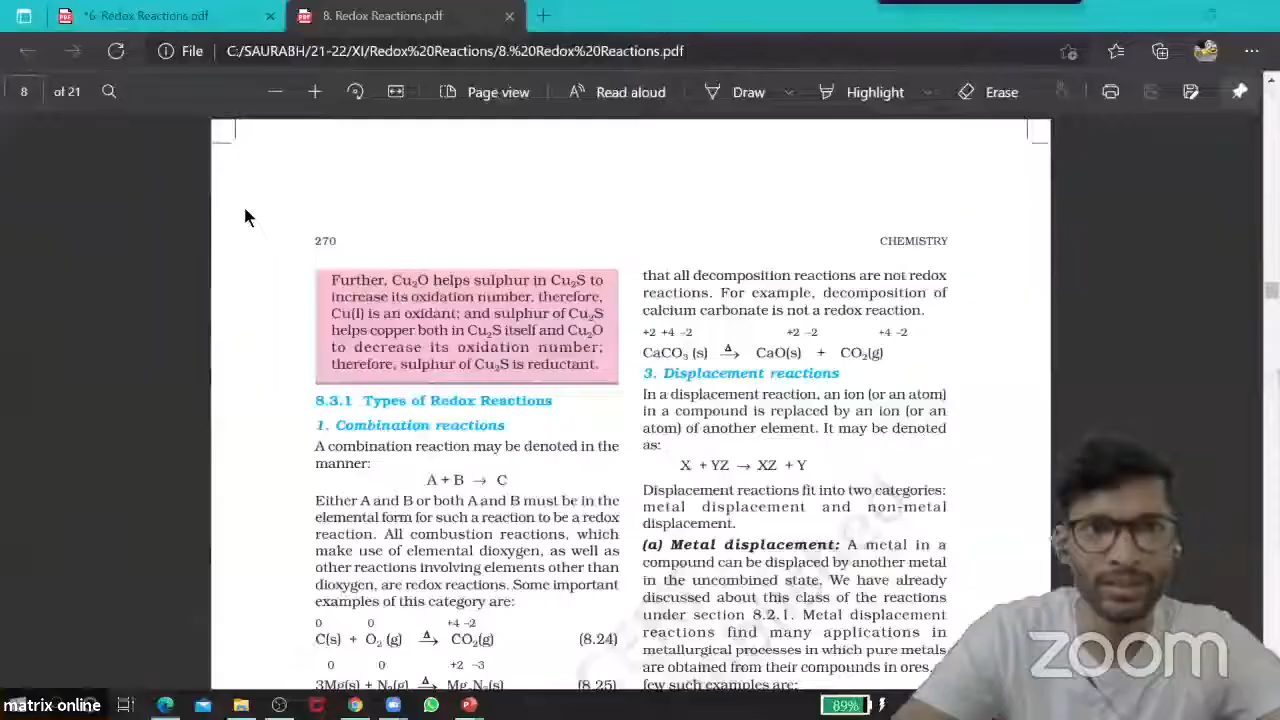 *6. Redox Reactions.pdf
8. Redox Reactions.pdf
File C:/SAURABH/21-22/XI/Redox%20Reactions/8.%20Redox%20Reactions.pdf
8 of 21
Page view
Read aloud
Draw
Highlight
Erase
270
CHEMISTRY
Further, Cu₂O helps sulphur in Cu₂S to
increase its oxidation number, therefore,
Cu(I) is an oxidant; and sulphur of Cu₂S
helps copper both in Cu₂S itself and Cu₂O
to decrease its oxidation number;
therefore, sulphur of Cu₂S is reductant.
8.3.1 Types of Redox Reactions
1. Combination reactions
A combination reaction may be denoted in the
manner:
A + B → C
Either A and B or both A and B must be in the
elemental form for such a reaction to be a redox
reaction. All combustion reactions, which
make use of elemental dioxygen, as well as
other reactions involving elements other than
dioxygen, are redox reactions. Some important
examples of this category are:
0 0 +4 –2
C(s) + O₂ (g) Δ→ CO₂(g) (8.24)
0 0 +2 –3
3Mg(s) + N₂(g) Δ→ Mg₃N₂(s) (8.25)
that all decomposition reactions are not redox
reactions. For example, decomposition of
calcium carbonate is not a redox reaction.
+2 +4 –2 +2 –2 +4 –2
CaCO₃ (s) Δ→ CaO(s) + CO₂(g)
3. Displacement reactions
In a displacement reaction, an ion (or an atom)
in a compound is replaced by an ion (or an
atom) of another element. It may be denoted
as:
X + YZ → XZ + Y
Displacement reactions fit into two categories:
metal displacement and non-metal
displacement.
(a) Metal displacement: A metal in a
compound can be displaced by another metal
in the uncombined state. We have already
discussed about this class of the reactions
under section 8.2.1. Metal displacement
reactions find many applications in
metallurgical processes in which pure metals
are obtained from their compounds in ores.
few such examples are:
zoom
matrix online
89%